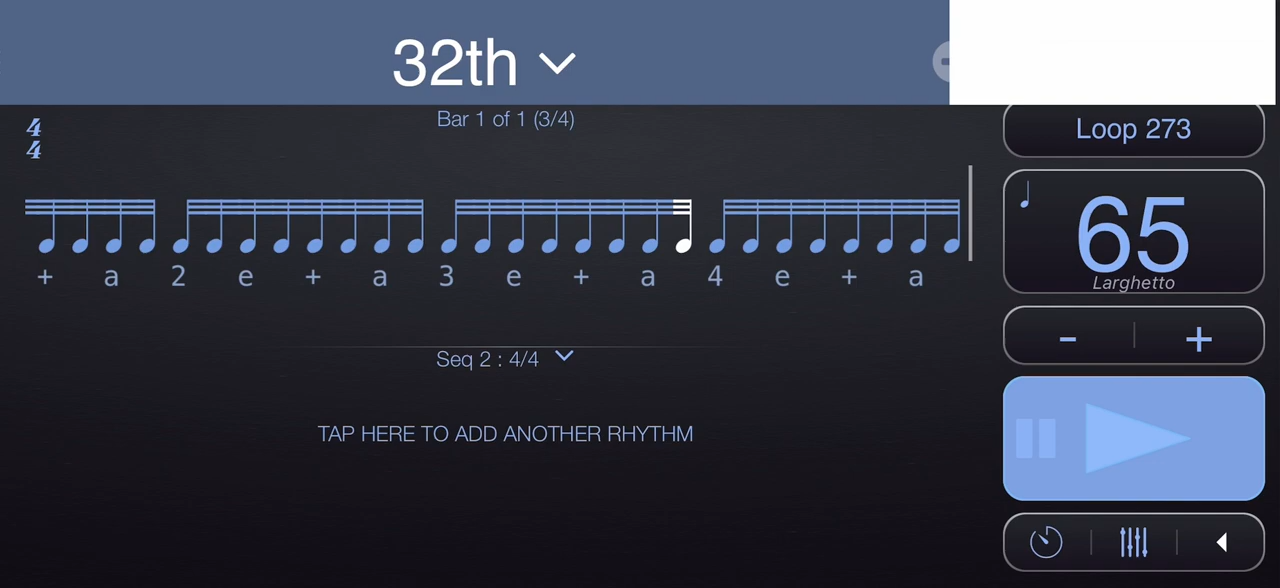 32th
Bar 1 of 1 (3/4)
4
4
+ a 2 e + a 3 e + a 4 e + a
Seq 2 : 4/4
TAP HERE TO ADD ANOTHER RHYTHM
Loop 273
65
Larghetto
- +